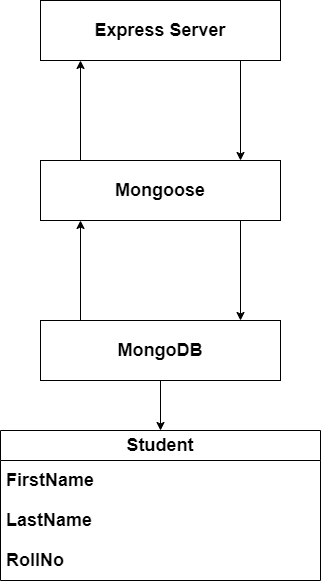 Express Server
Mongoose
MongoDB
Student
FirstName
LastName
RollNo